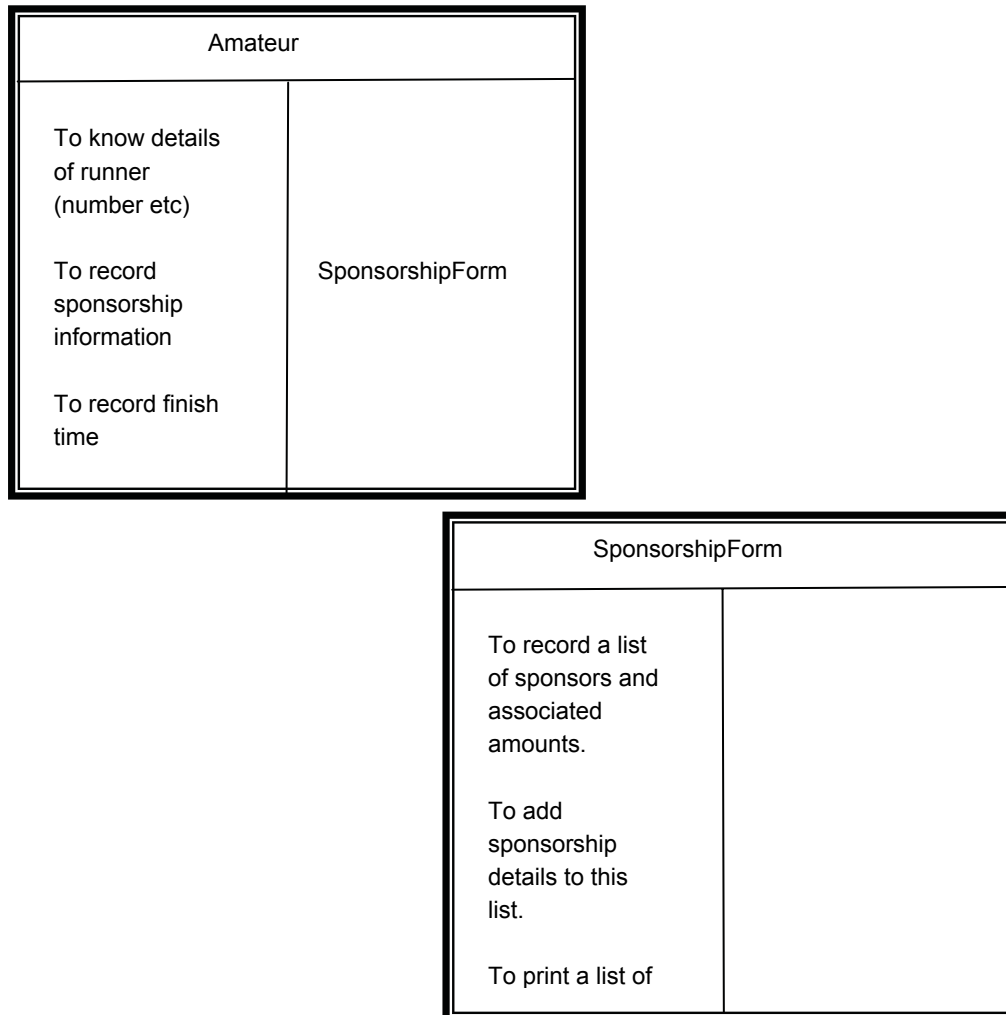 Amateur
To know details
of runner
(number etc)
To record
sponsorship
information
SponsorshipForm
To record finish
time
SponsorshipForm
To record a list
of sponsors and
associated
amounts.
To add
sponsorship
details to this
list.
To print a list of